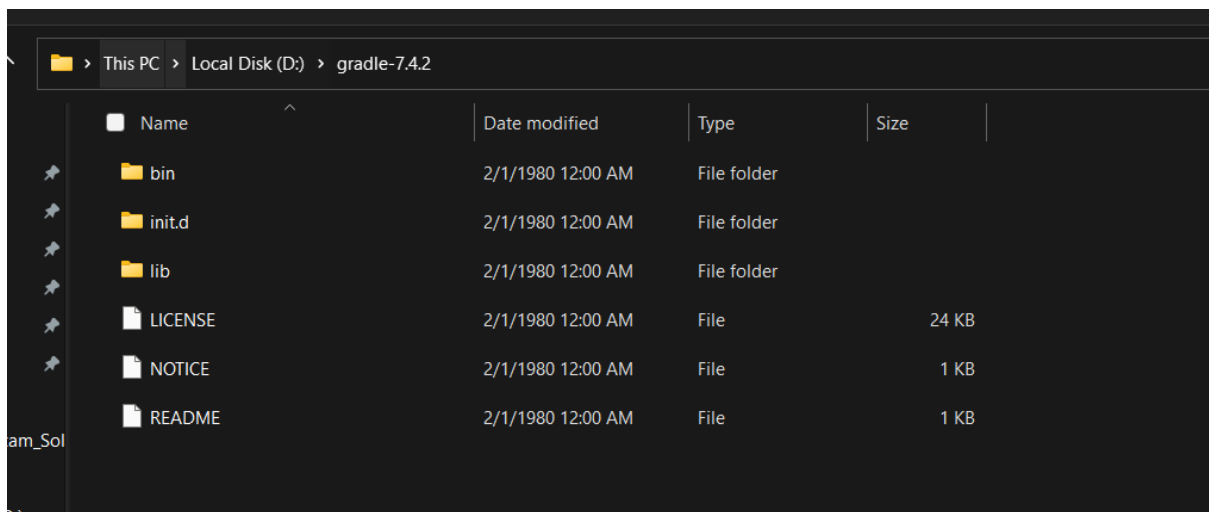 This PC > Local Disk (D:) > gradle-7.4.2
Name Date modified Type Size
bin 2/1/1980 12:00 AM File folder
init.d 2/1/1980 12:00 AM File folder
lib 2/1/1980 12:00 AM File folder
LICENSE 2/1/1980 12:00 AM File 24 KB
NOTICE 2/1/1980 12:00 AM File 1 KB
README 2/1/1980 12:00 AM File 1 KB
am_Sol